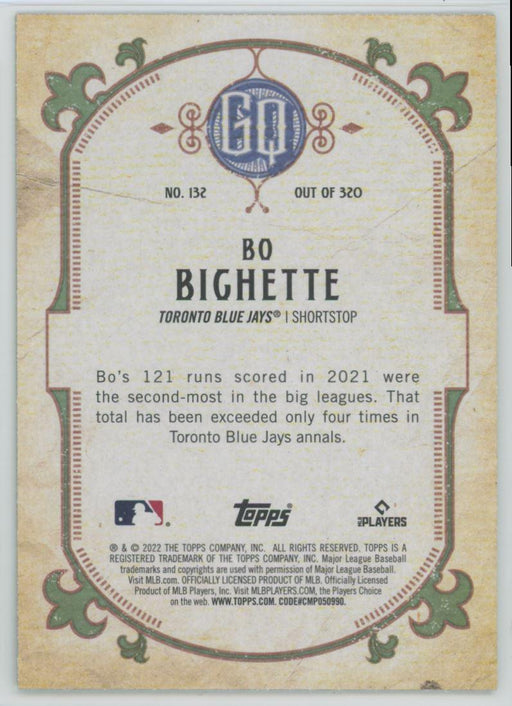 GQ
NO. 132 OUT OF 320
BO
BICHETTE
TORONTO BLUE JAYS® | SHORTSTOP
Bo's 121 runs scored in 2021 were
the second-most in the big leagues. That
total has been exceeded only four times in
Toronto Blue Jays annals.
topps® MLB PLAYERS
® & © 2022 THE TOPPS COMPANY, INC. ALL RIGHTS RESERVED. TOPPS IS A
REGISTERED TRADEMARK OF THE TOPPS COMPANY, INC. Major League Baseball
trademarks and copyrights are used with permission of Major League Baseball.
Visit MLB.com. OFFICIALLY LICENSED PRODUCT OF MLB. Officially Licensed
Product of MLB Players, Inc. Visit MLBPLAYERS.COM, the Players Choice
on the web. WWW.TOPPS.COM. CODE#CMP050990.